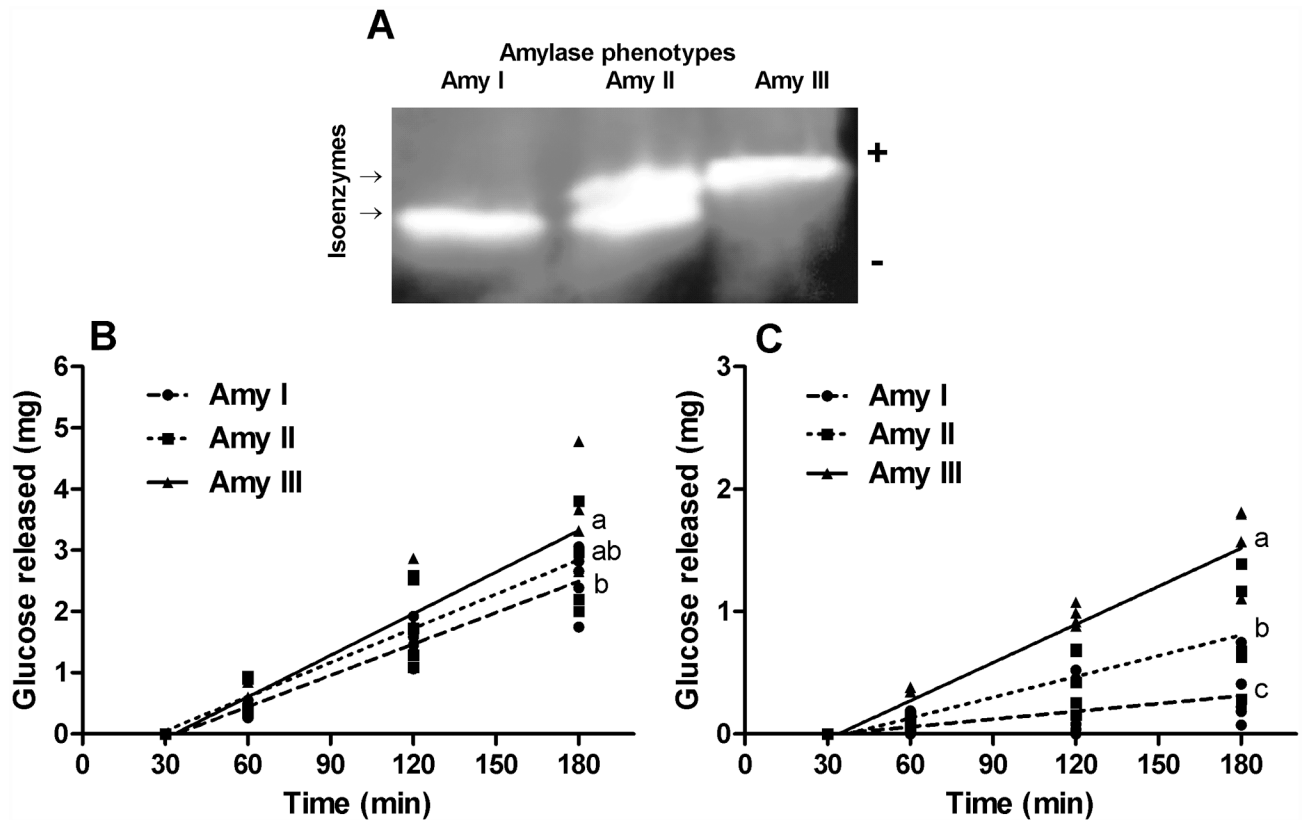 A
Amylase phenotypes
Amy I Amy II Amy III
Isoenzymes
→
→
+
-
B
Glucose released (mg)
6
5
4
3
2
1
0
Amy I
Amy II
Amy III
a
ab
b
0 30 60 90 120 150 180
Time (min)
C
Glucose released (mg)
3
2
1
0
Amy I
Amy II
Amy III
a
b
c
0 30 60 90 120 150 180
Time (min)